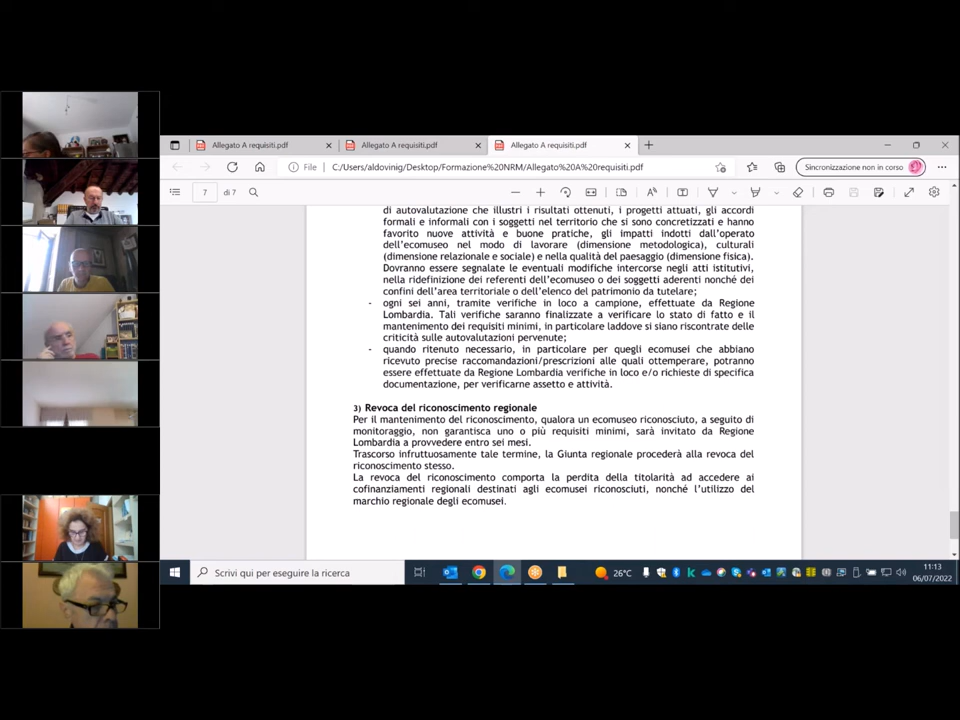 Allegato A requisiti.pdf
Allegato A requisiti.pdf
Allegato A requisiti.pdf
File
C:/Users/aldovinig/Desktop/Formazione%20NRM/Allegato%20A%20requisiti.pdf
Sincronizzazione non in corso
7
di 7
di autovalutazione che illustri i risultati ottenuti, i progetti attuati, gli accordi
formali e informali con i soggetti nel territorio che si sono concretizzati e hanno
favorito nuove attività e buone pratiche, gli impatti indotti dall'operato
dell'ecomuseo nel modo di lavorare (dimensione metodologica), culturali
(dimensione relazionale e sociale) e nella qualità del paesaggio (dimensione fisica).
Dovranno essere segnalate le eventuali modifiche intercorse negli atti istitutivi,
nella ridefinizione dei referenti dell'ecomuseo o dei soggetti aderenti nonché dei
confini dell'area territoriale o dell'elenco del patrimonio da tutelare;
- ogni sei anni, tramite verifiche in loco a campione, effettuate da Regione
Lombardia. Tali verifiche saranno finalizzate a verificare lo stato di fatto e il
mantenimento dei requisiti minimi, in particolare laddove si siano riscontrate delle
criticità sulle autovalutazioni pervenute;
- quando ritenuto necessario, in particolare per quegli ecomusei che abbiano
ricevuto precise raccomandazioni/prescrizioni alle quali ottemperare, potranno
essere effettuate da Regione Lombardia verifiche in loco e/o richieste di specifica
documentazione, per verificarne assetto e attività.
3) Revoca del riconoscimento regionale
Per il mantenimento del riconoscimento, qualora un ecomuseo riconosciuto, a seguito di
monitoraggio, non garantisca uno o più requisiti minimi, sarà invitato da Regione
Lombardia a provvedere entro sei mesi.
Trascorso infruttuosamente tale termine, la Giunta regionale procederà alla revoca del
riconoscimento stesso.
La revoca del riconoscimento comporta la perdita della titolarità ad accedere ai
cofinanziamenti regionali destinati agli ecomusei riconosciuti, nonché l'utilizzo del
marchio regionale degli ecomusei.
Scrivi qui per eseguire la ricerca
26°C
11:13
06/07/2022